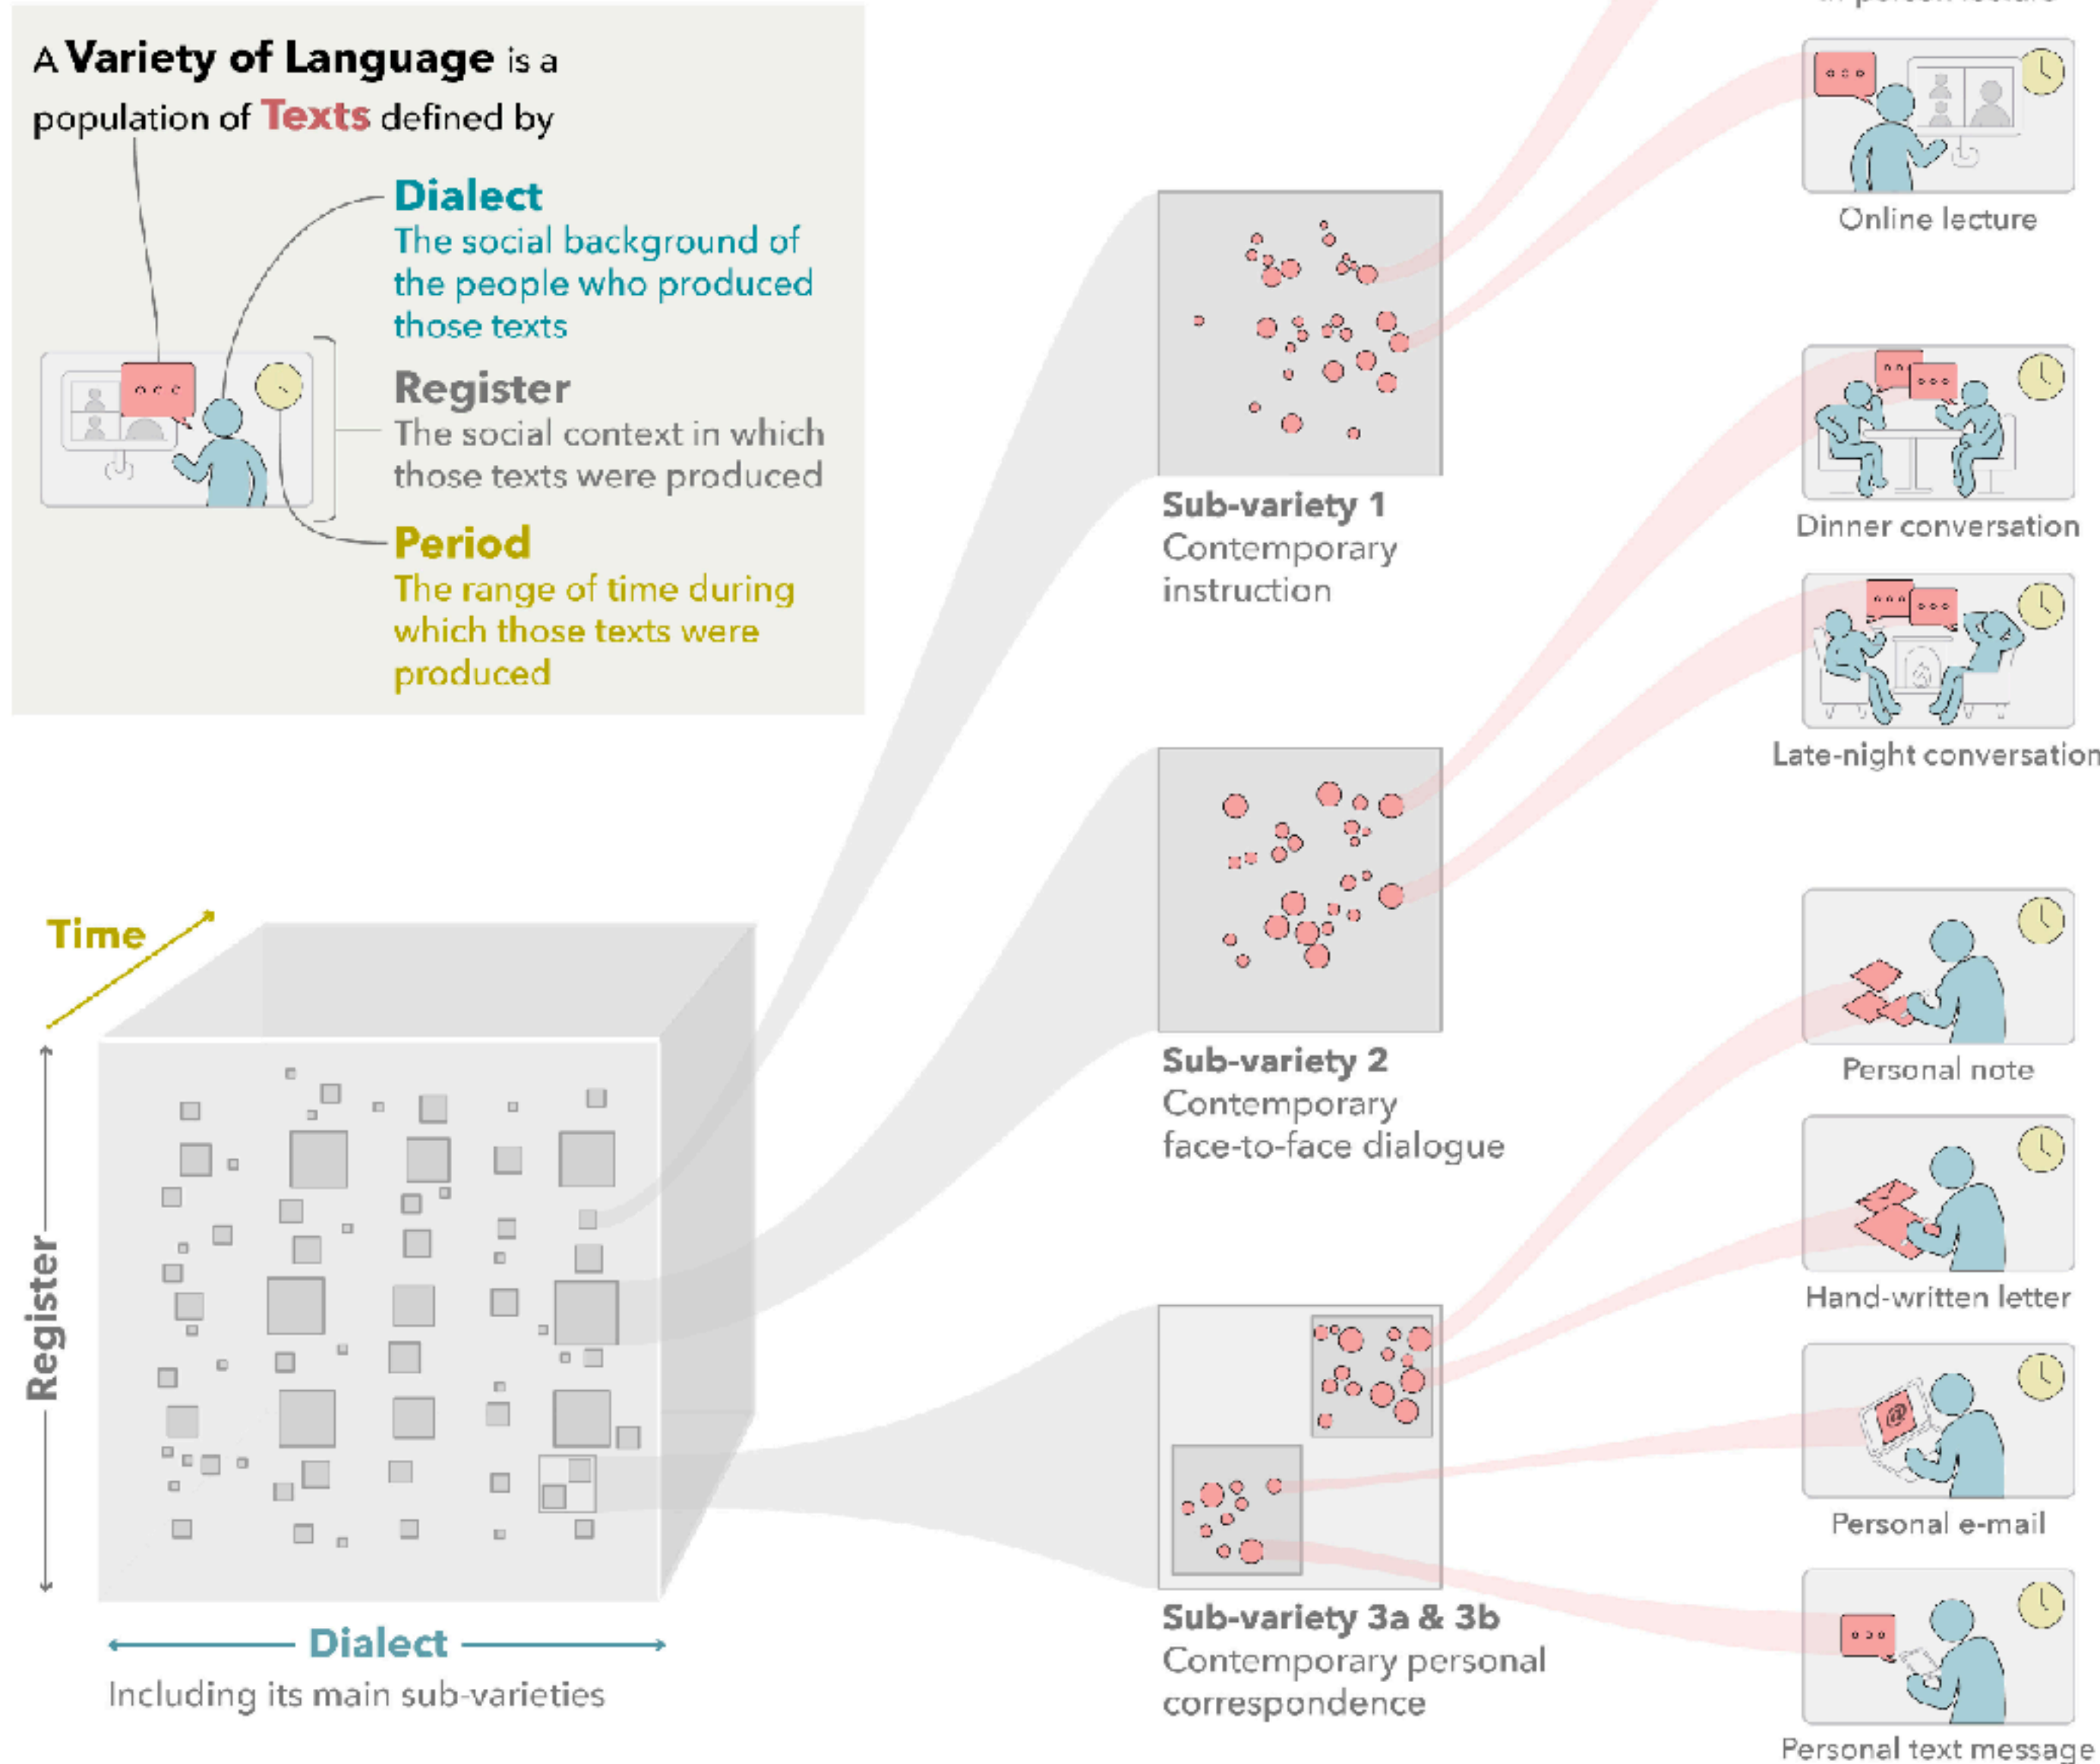 A Variety of Language is a
population of Texts defined by
Dialect
The social background of
the people who produced
those texts
Register
The social context in which
those texts were produced
Period
The range of time during
which those texts were
produced
Time
Register
Dialect
Including its main sub-varieties
Sub-variety 1
Contemporary
instruction
Sub-variety 2
Contemporary
face-to-face dialogue
Sub-variety 3a & 3b
Contemporary personal
correspondence
Online lecture
Dinner conversation
Late-night conversation
Personal note
Hand-written letter
@
Personal e-mail
Personal text message